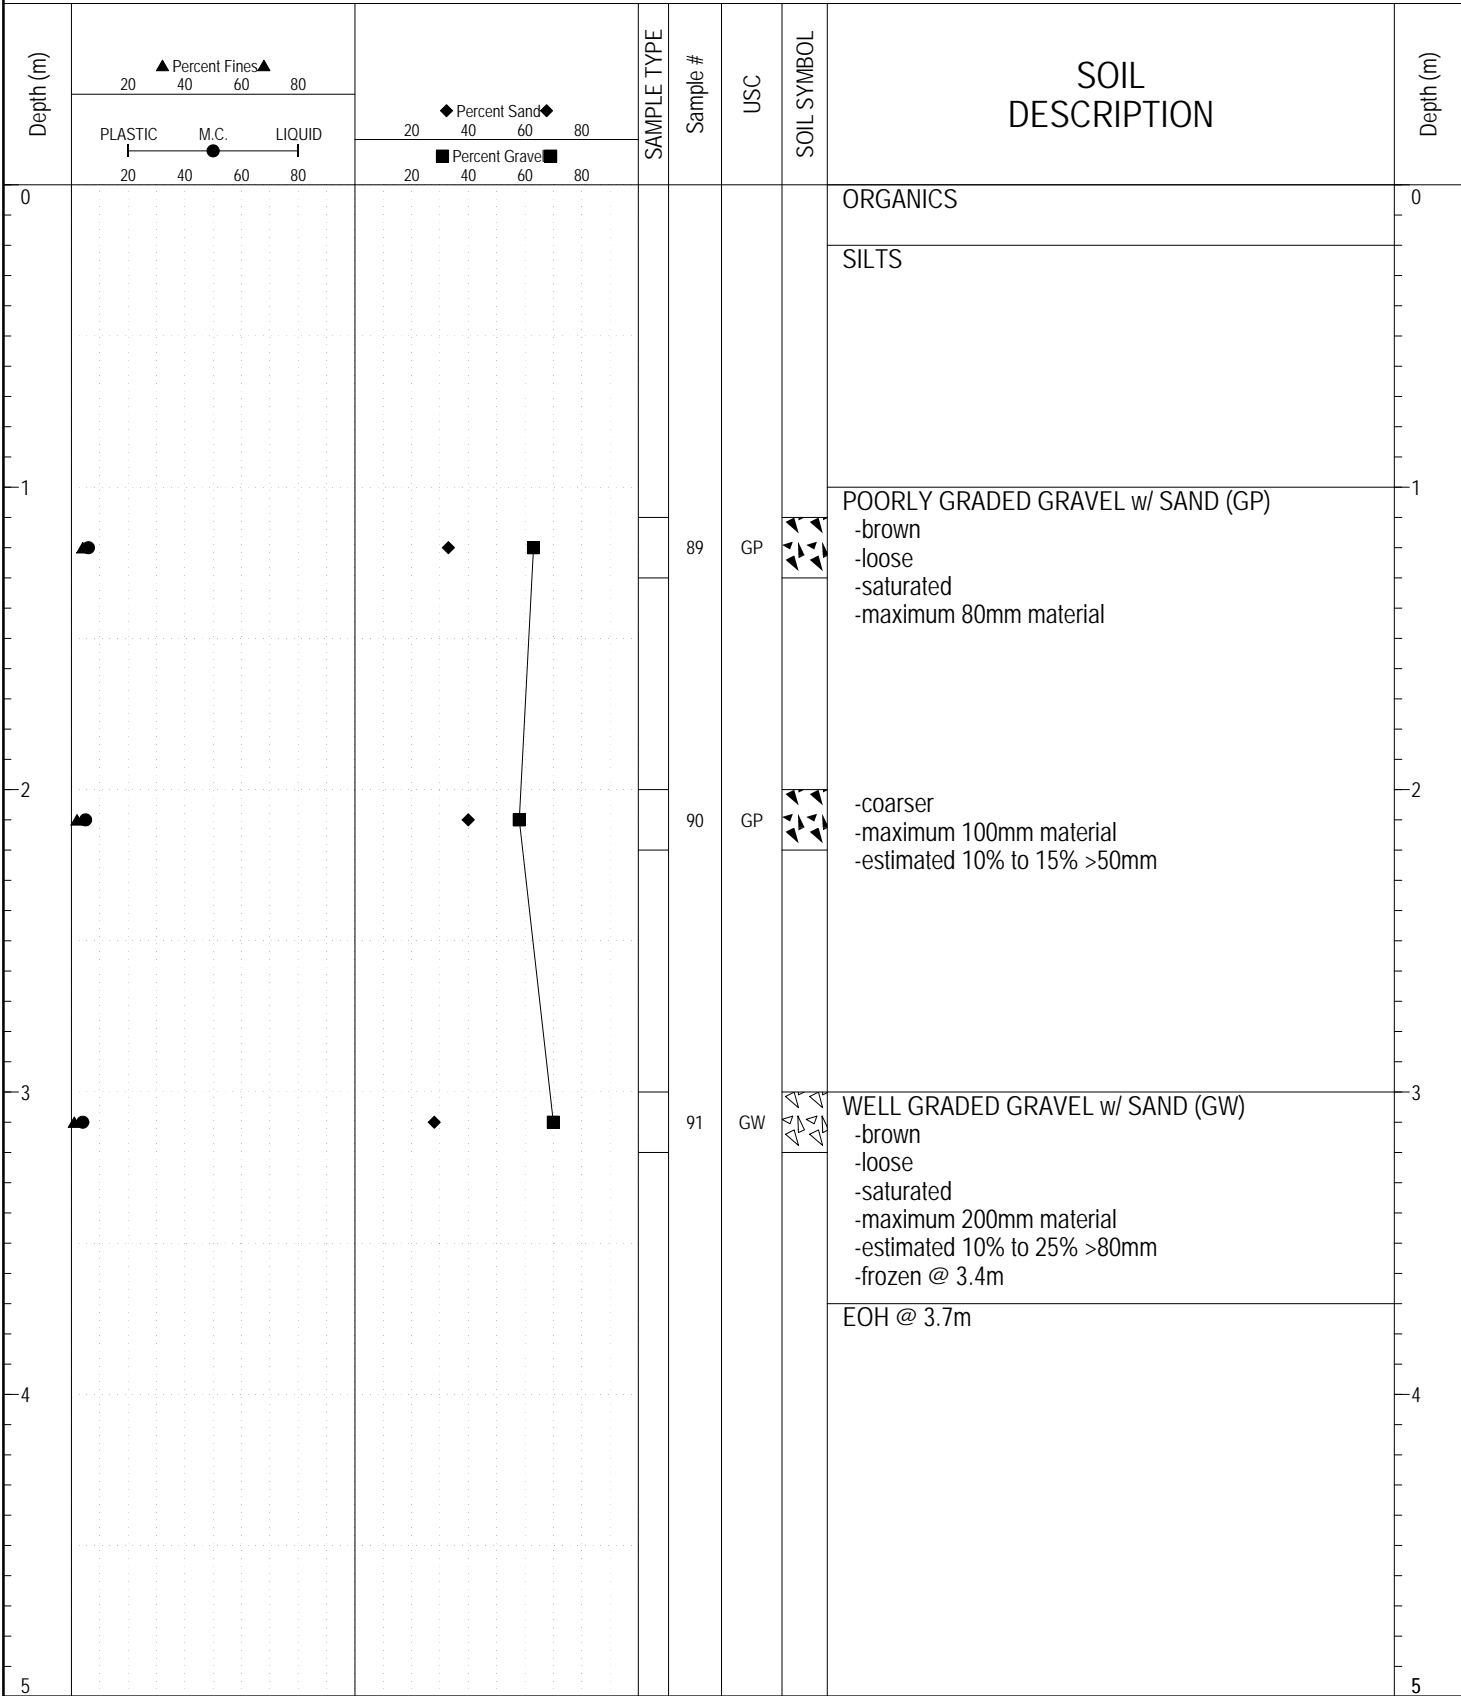 Depth (m)
▲ Percent Fines▲
20 40 60 80
PLASTIC M.C. LIQUID
20 40 60 80
◆ Percent Sand◆
20 40 60 80
■ Percent Gravel■
20 40 60 80
SAMPLE TYPE
Sample #
USC
SOIL SYMBOL
SOIL
DESCRIPTION
Depth (m)
0 ORGANICS 0
SILTS
1 1
POORLY GRADED GRAVEL w/ SAND (GP)
-brown
89 GP -loose
-saturated
-maximum 80mm material
2 2
-coarser
90 GP -maximum 100mm material
-estimated 10% to 15% >50mm
3 3
WELL GRADED GRAVEL w/ SAND (GW)
91 GW -brown
-loose
-saturated
-maximum 200mm material
-estimated 10% to 25% >80mm
-frozen @ 3.4m
EOH @ 3.7m
4 4
5 5